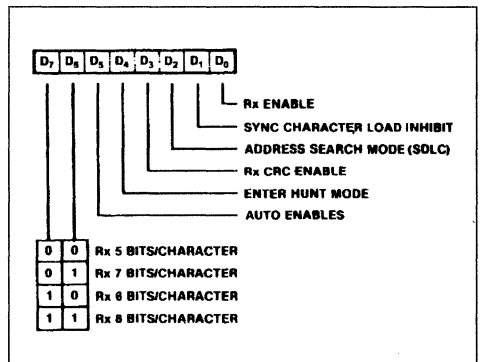 D7 D6 D5 D4 D3 D2 D1 D0
Rx ENABLE
SYNC CHARACTER LOAD INHIBIT
ADDRESS SEARCH MODE (SDLC)
Rx CRC ENABLE
ENTER HUNT MODE
AUTO ENABLES
0 0 Rx 5 BITS/CHARACTER
0 1 Rx 7 BITS/CHARACTER
1 0 Rx 6 BITS/CHARACTER
1 1 Rx 8 BITS/CHARACTER